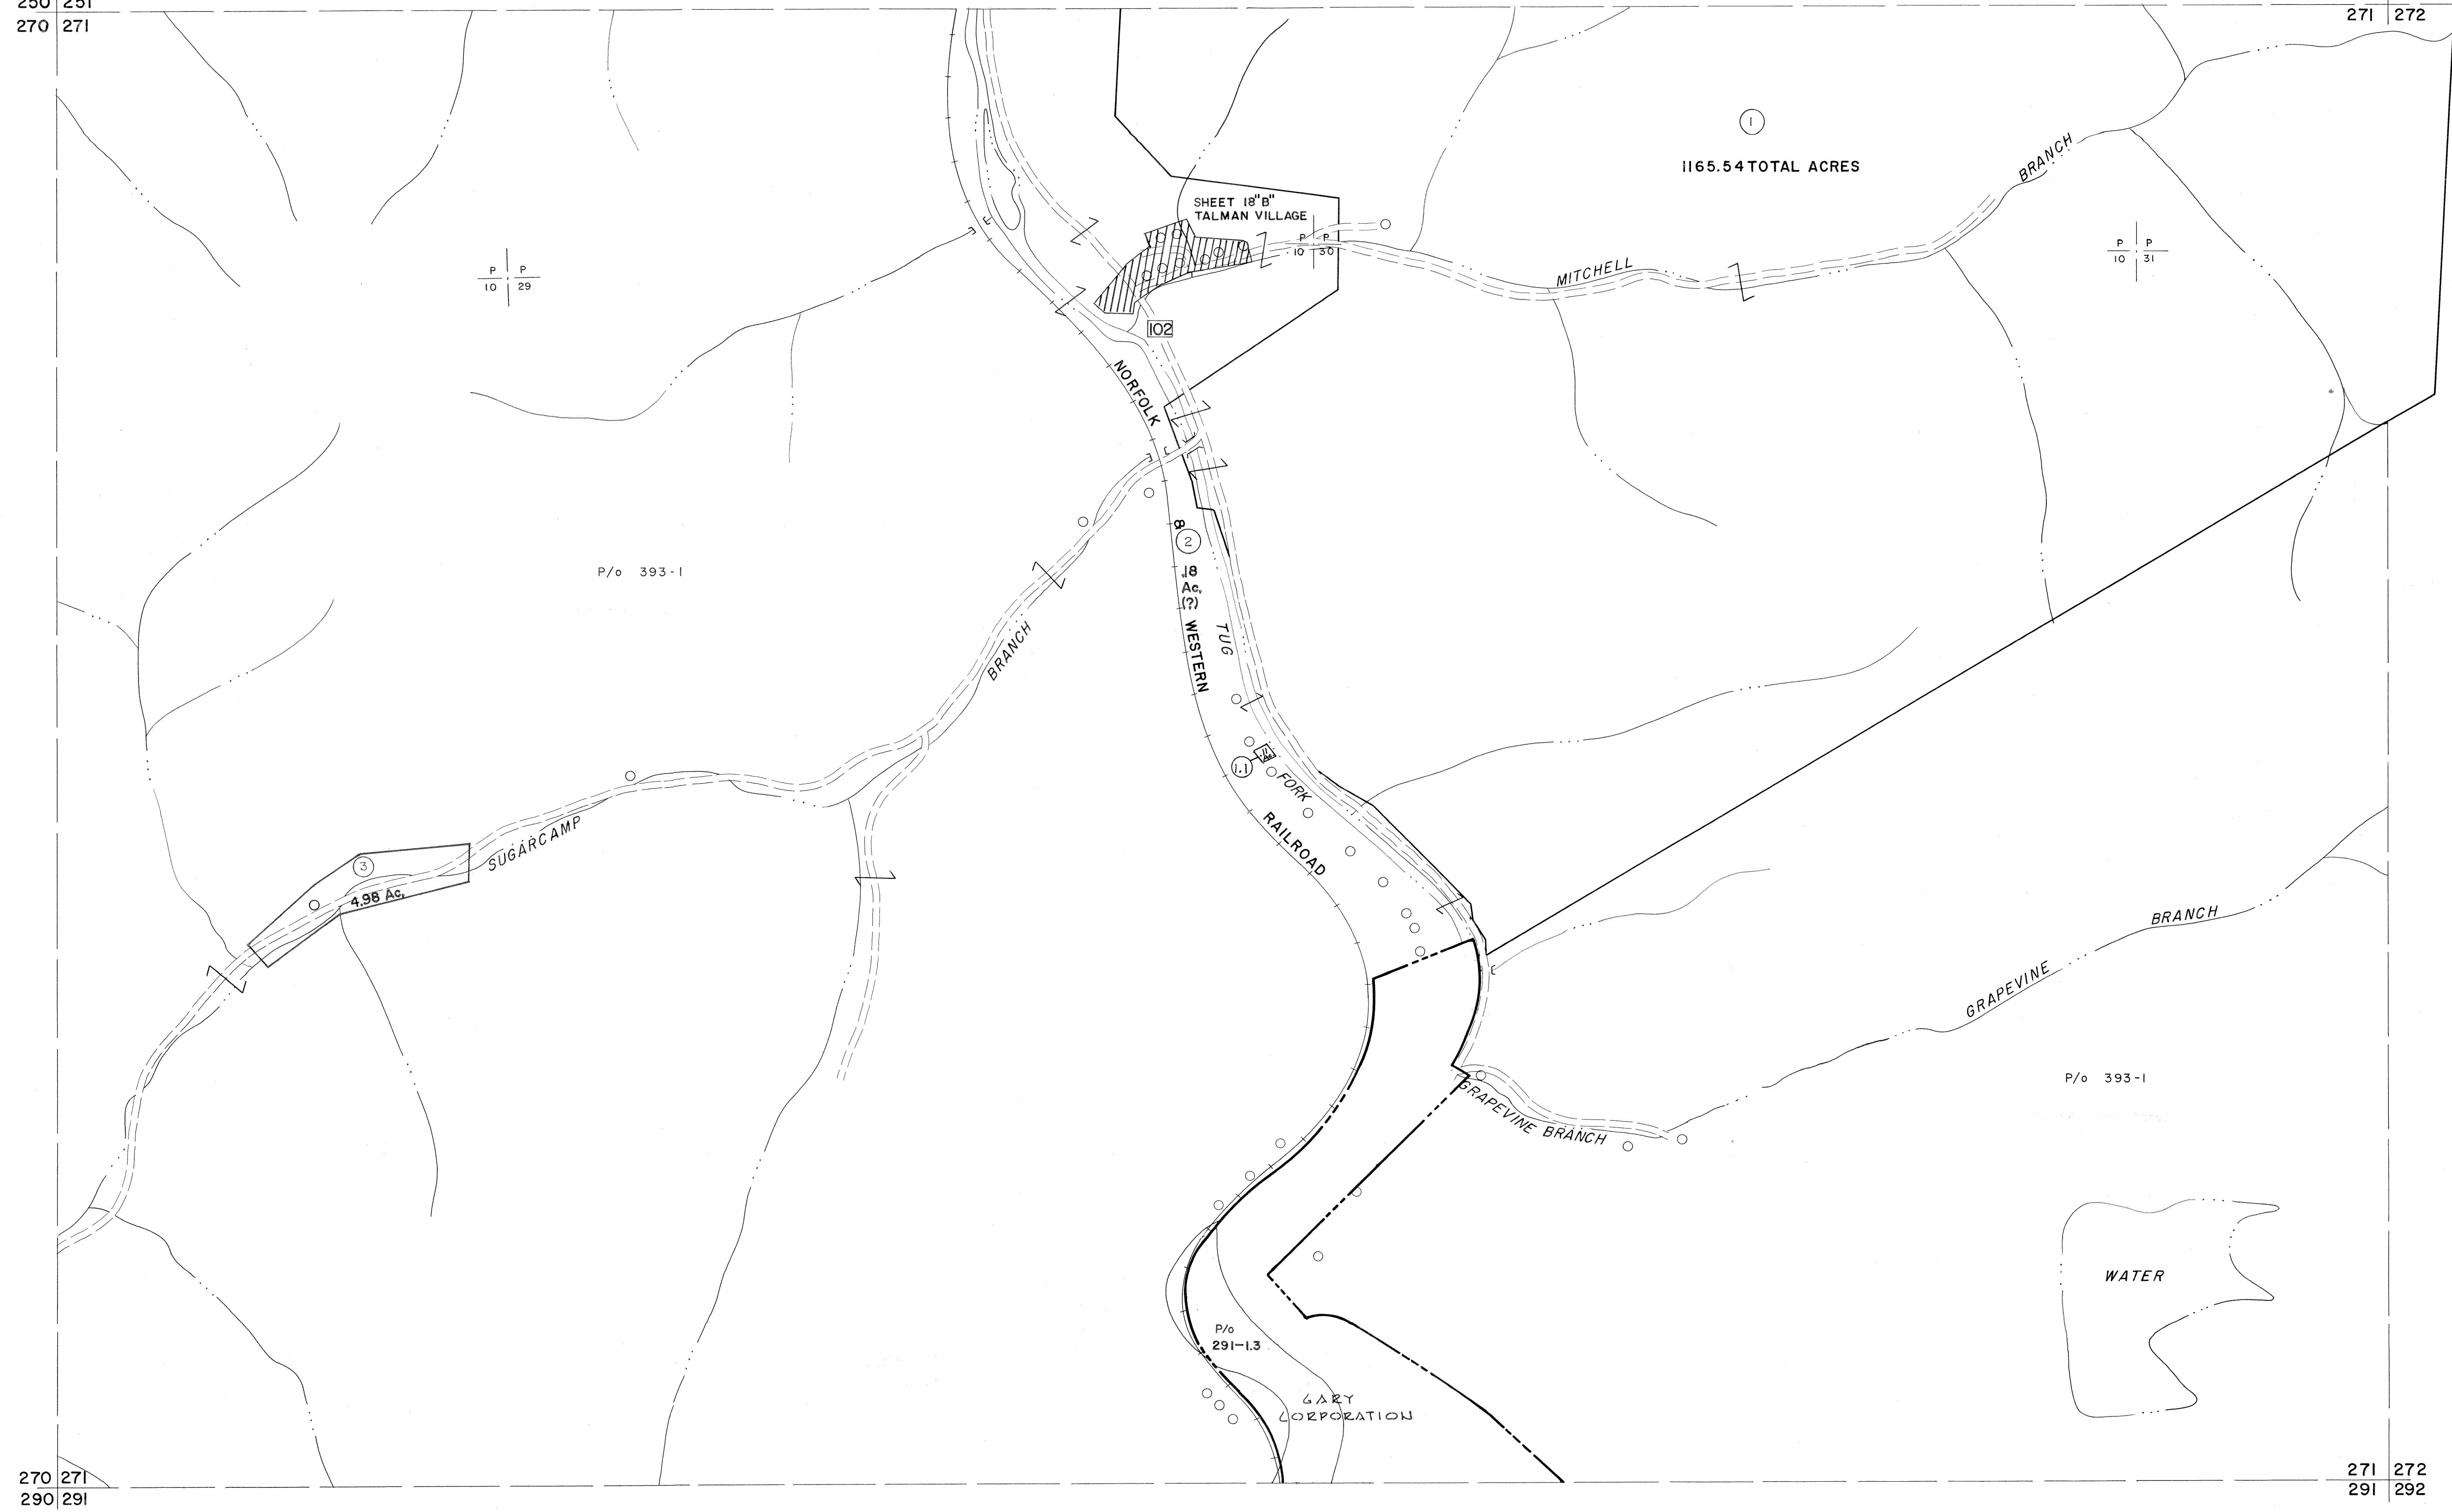 250 251
270 271
271 272
1
1165.54 TOTAL ACRES
BRANCH
SHEET 18"B"
TALMAN VILLAGE
P P
10 30
P P
10 31
P P
10 29
MITCHELL
102
NORFOLK
&
2
.18
Ac.
(?)
WESTERN
P/o 393-1
TUG
BRANCH
1.1
.11
Ac.
FORK
RAILROAD
SUGARCAMP
3
4.98 Ac.
BRANCH
GRAPEVINE
P/o 393-1
GRAPEVINE BRANCH
WATER
P/o
291-1.3
GARY
CORPORATION
270 271
290 291
271 272
291 292